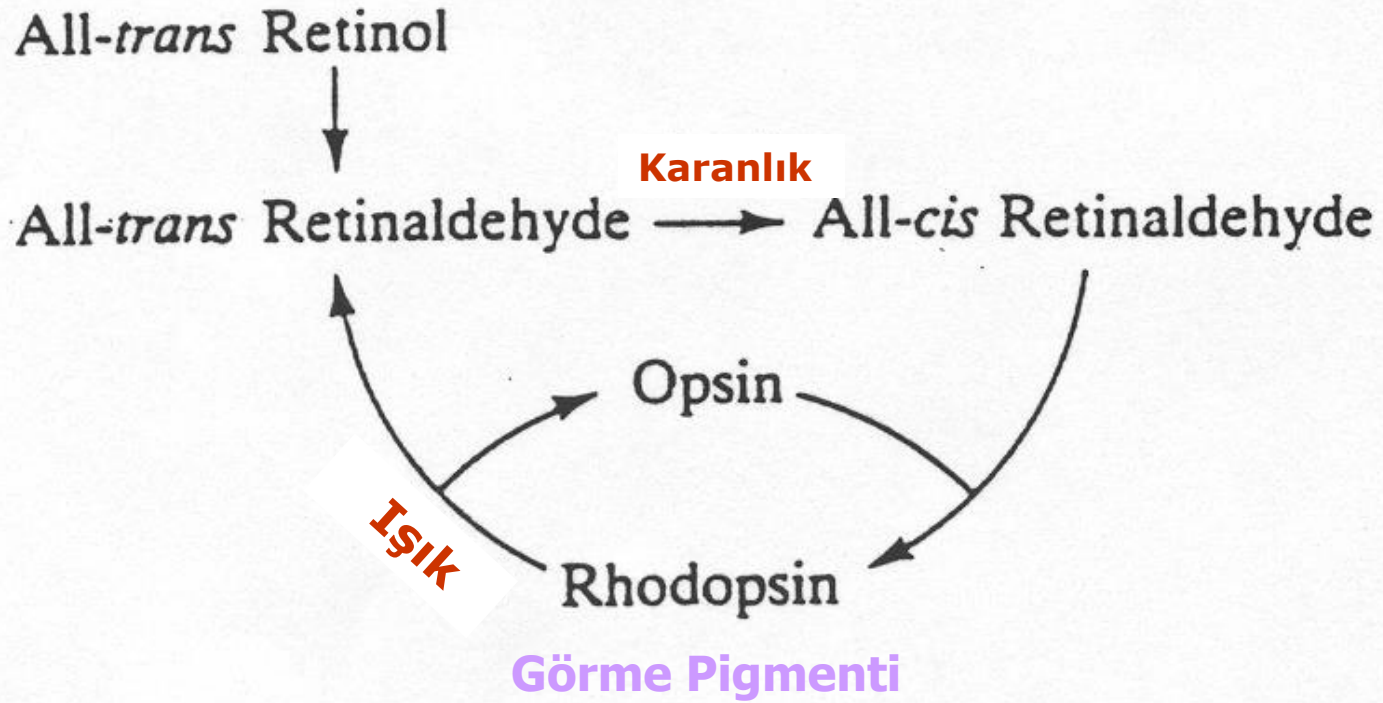 All-trans Retinol
Karanlık
All-trans Retinaldehyde
All-cis Retinaldehyde
Opsin
Işık
Rhodopsin
Görme Pigmenti